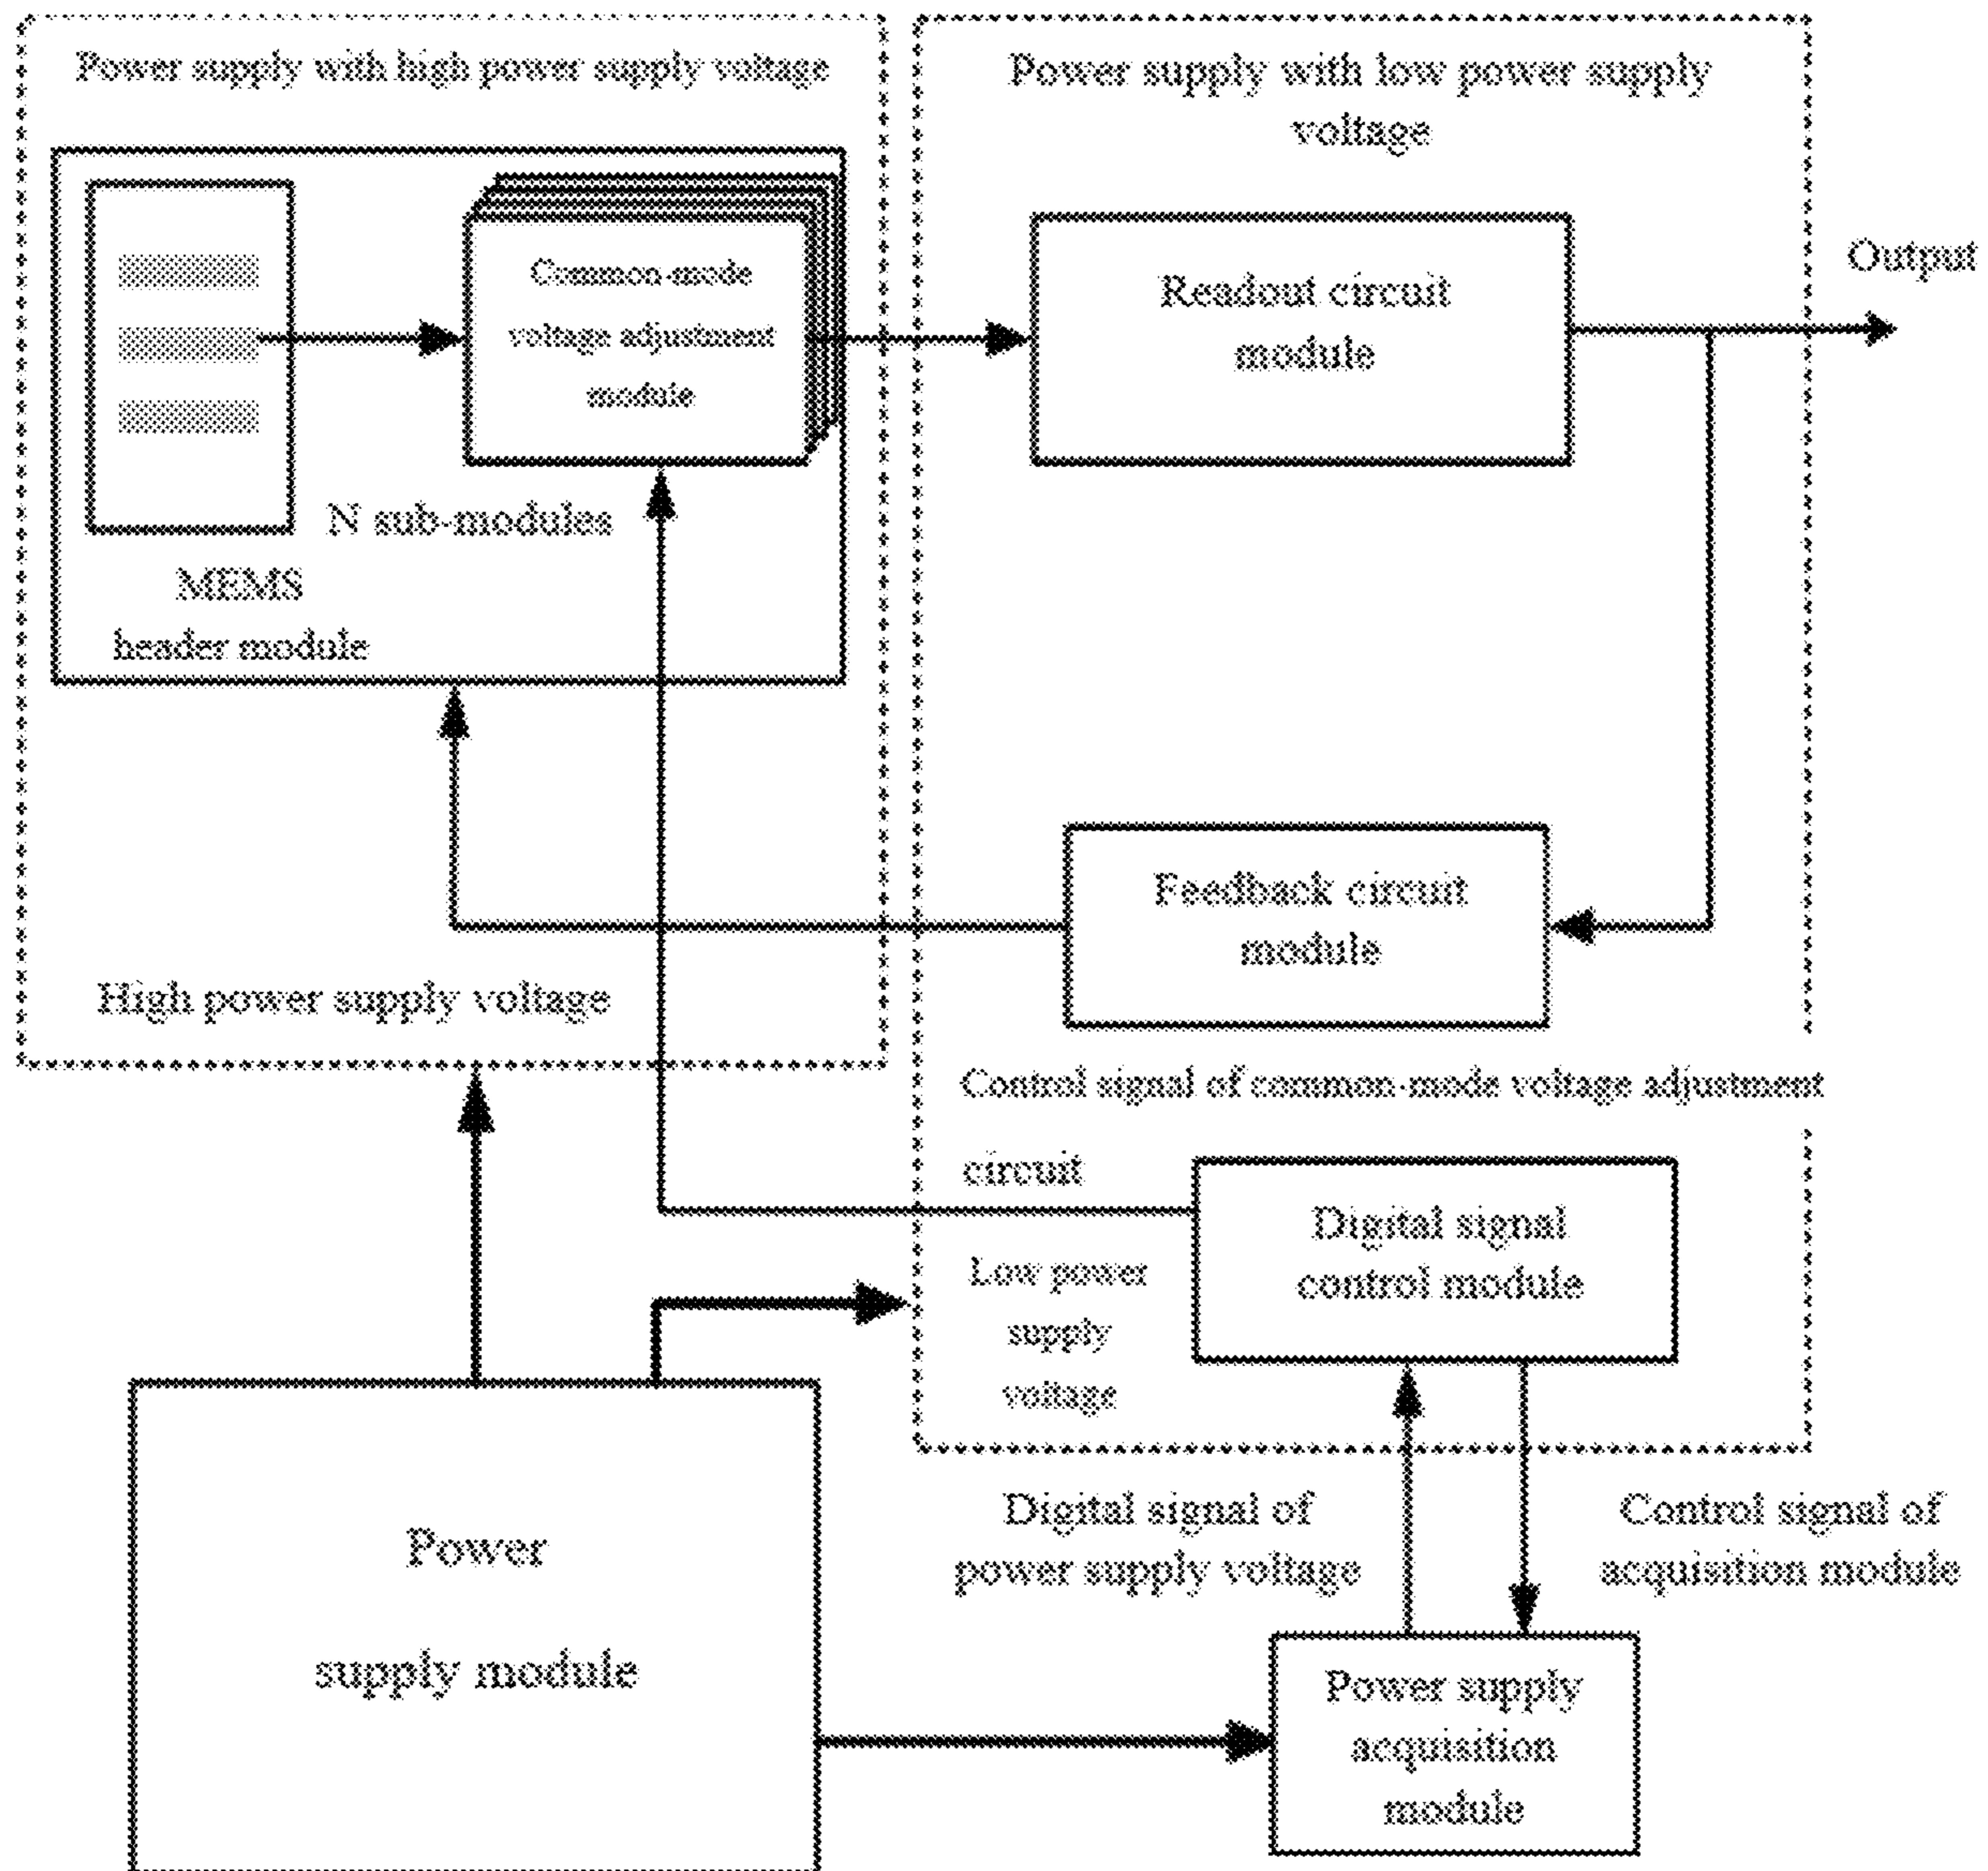 Power supply with high power supply voltage
Power supply with low power supply
voltage
Common-mode
voltage adjustment
module
N sub-modules
MEMS
header module
Readout circuit
module
Output
Feedback circuit
module
High power supply voltage
Control signal of common-mode voltage adjustment
circuit
Digital signal
control module
Low power
supply
voltage
Digital signal of
power supply voltage
Control signal of
acquisition module
Power
supply module
Power supply
acquisition
module